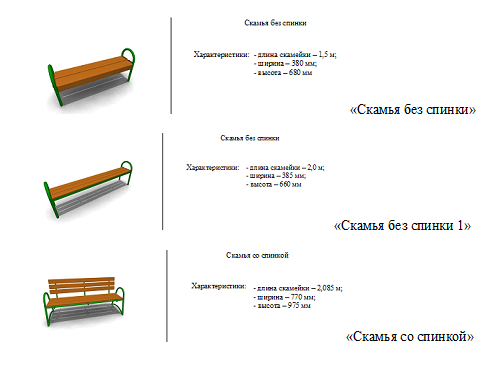 Скамья без спинки
Характеристики: - длина скамейки – 1,5 м;
- ширина – 380 мм;
- высота – 680 мм
«Скамья без спинки»
Скамья без спинки
Характеристики: - длина скамейки – 2,0 м;
- ширина – 385 мм;
- высота – 660 мм
«Скамья без спинки 1»
Скамья со спинкой
Характеристики: - длина скамейки – 2,085 м;
- ширина – 770 мм;
- высота – 975 мм
«Скамья со спинкой»